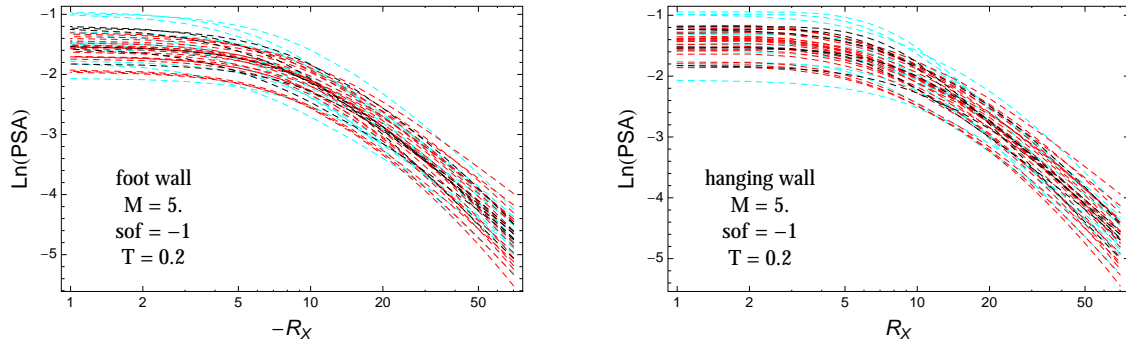 Ln(PSA)
−1
−2
−3
−4
−5
foot wall
M = 5.
sof = −1
T = 0.2
1 2 5 10 20 50
−R_X
Ln(PSA)
−1
−2
−3
−4
−5
hanging wall
M = 5.
sof = −1
T = 0.2
1 2 5 10 20 50
R_X